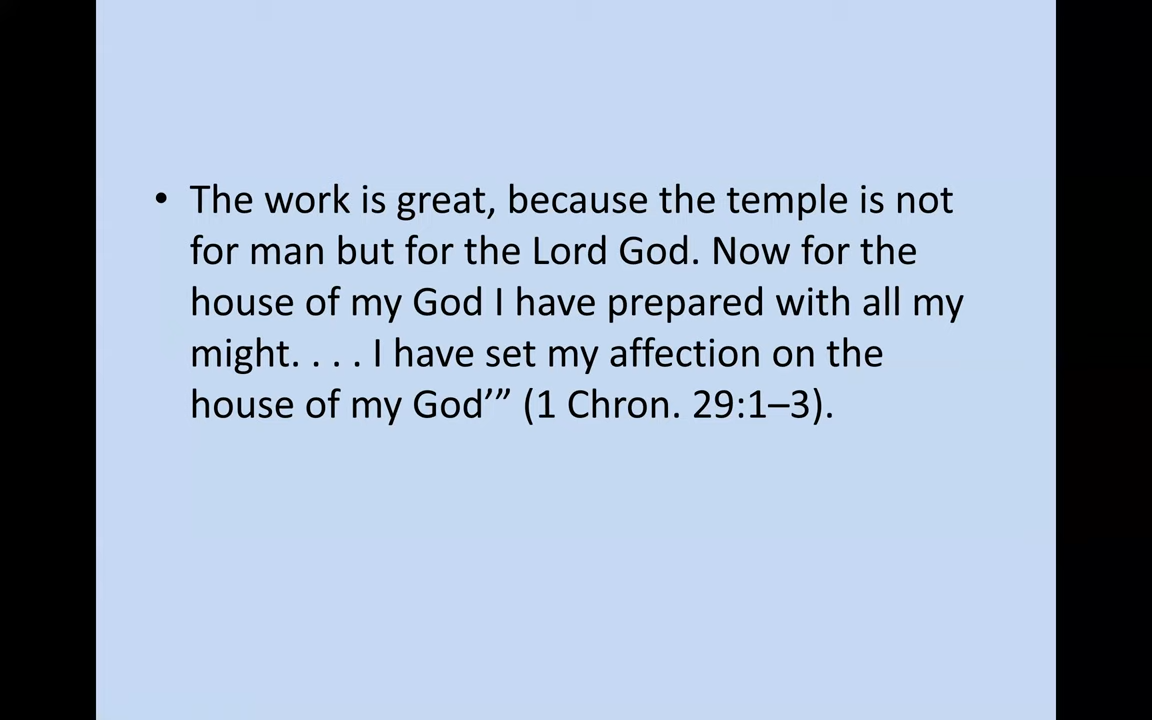 • The work is great, because the temple is not
for man but for the Lord God. Now for the
house of my God I have prepared with all my
might. . . . I have set my affection on the
house of my God’” (1 Chron. 29:1–3).